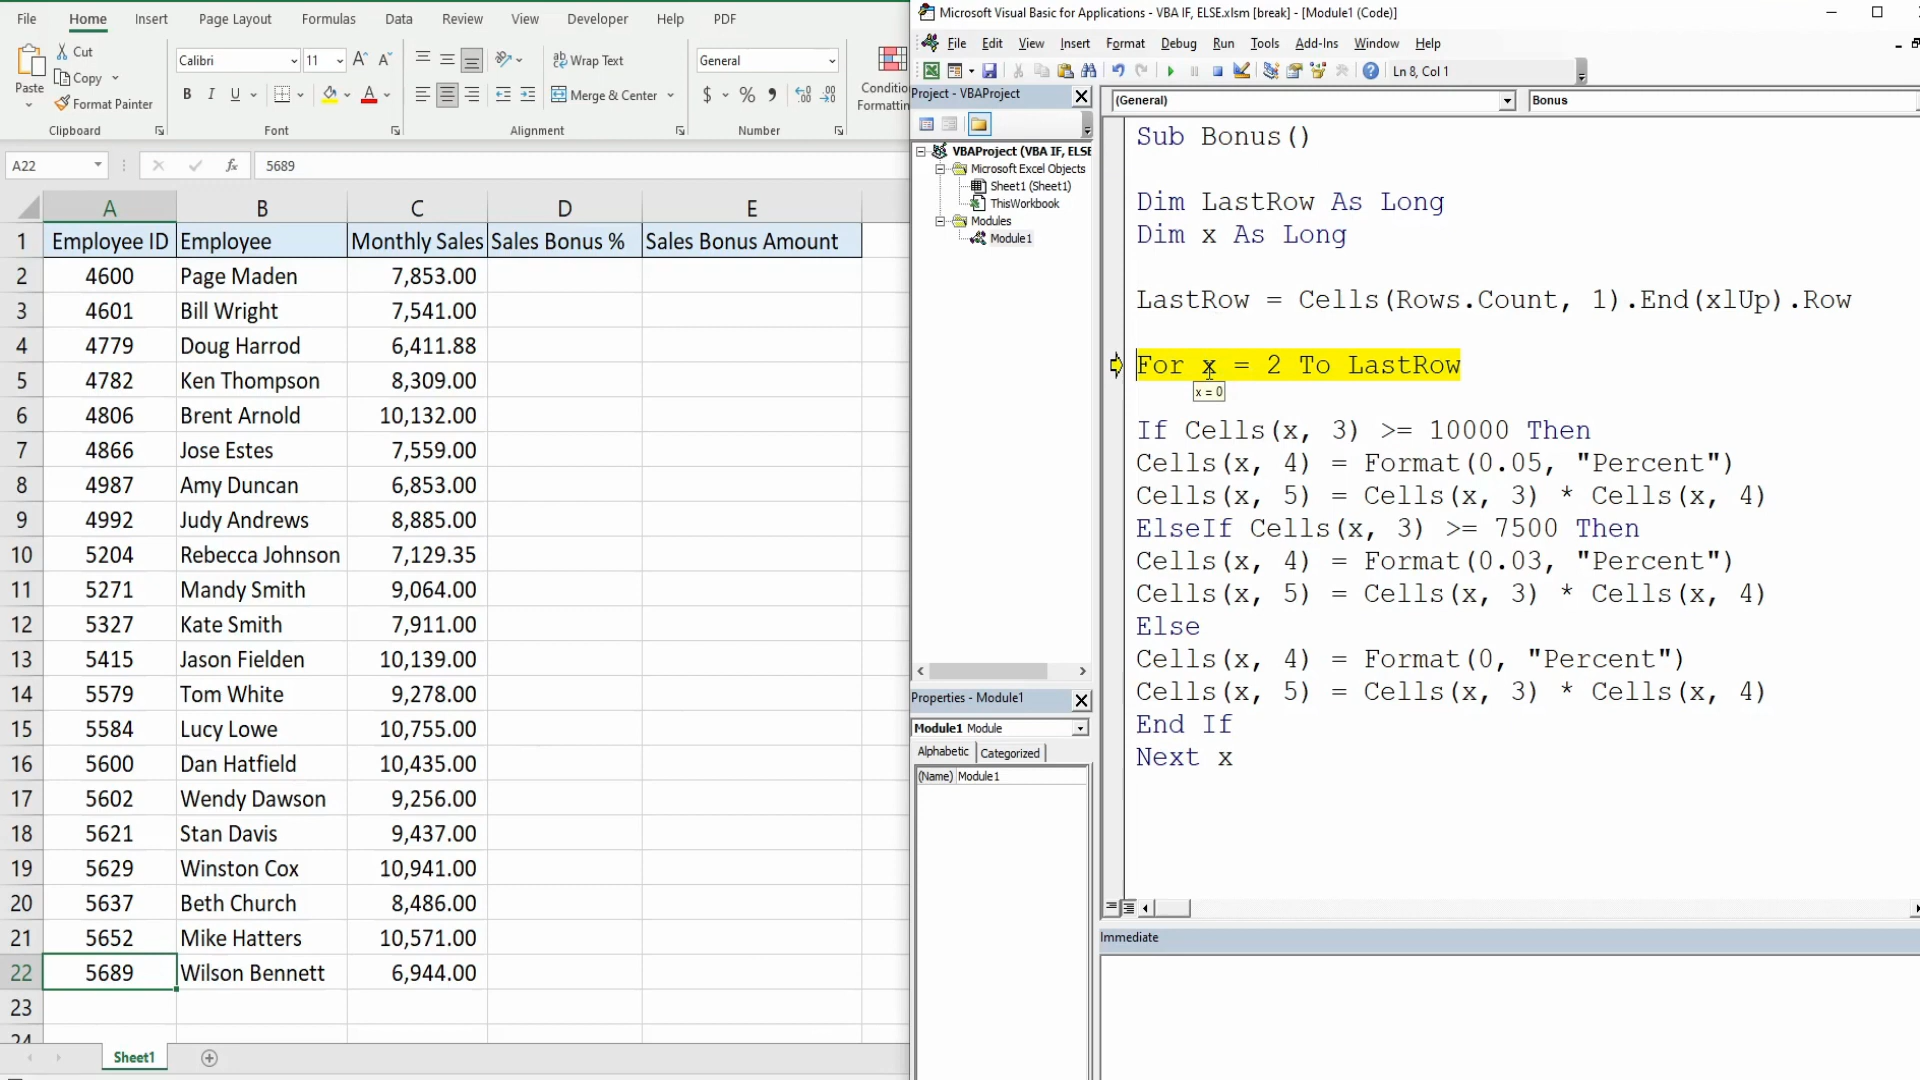 File Home Insert Page Layout Formulas Data Review View Developer Help PDF
Cut
Copy
Format Painter
Paste
Clipboard
Calibri 11
B I U
Font
Wrap Text
Merge & Center
Alignment
General
$ % ,
Number
Conditio
Formatting
A22 fx 5689
A B C D E
1 Employee ID Employee Monthly Sales Sales Bonus % Sales Bonus Amount
2 4600 Page Maden 7,853.00
3 4601 Bill Wright 7,541.00
4 4779 Doug Harrod 6,411.88
5 4782 Ken Thompson 8,309.00
6 4806 Brent Arnold 10,132.00
7 4866 Jose Estes 7,559.00
8 4987 Amy Duncan 6,853.00
9 4992 Judy Andrews 8,885.00
10 5204 Rebecca Johnson 7,129.35
11 5271 Mandy Smith 9,064.00
12 5327 Kate Smith 7,911.00
13 5415 Jason Fielden 10,139.00
14 5579 Tom White 9,278.00
15 5584 Lucy Lowe 10,755.00
16 5600 Dan Hatfield 10,435.00
17 5602 Wendy Dawson 9,256.00
18 5621 Stan Davis 9,437.00
19 5629 Winston Cox 10,941.00
20 5637 Beth Church 8,486.00
21 5652 Mike Hatters 10,571.00
22 5689 Wilson Bennett 6,944.00
23
24
Sheet1
Microsoft Visual Basic for Applications - VBA IF, ELSE.xlsm [break] - [Module1 (Code)]
File Edit View Insert Format Debug Run Tools Add-Ins Window Help
Ln 8, Col 1
Project - VBAProject
VBAProject (VBA IF, ELSE
Microsoft Excel Objects
Sheet1 (Sheet1)
ThisWorkbook
Modules
Module1
Properties - Module1
Module1 Module
Alphabetic Categorized
(Name) Module1
(General) Bonus
Sub Bonus()
Dim LastRow As Long
Dim x As Long
LastRow = Cells(Rows.Count, 1).End(xlUp).Row
For x = 2 To LastRow
x = 0
If Cells(x, 3) >= 10000 Then
Cells(x, 4) = Format(0.05, "Percent")
Cells(x, 5) = Cells(x, 3) * Cells(x, 4)
ElseIf Cells(x, 3) >= 7500 Then
Cells(x, 4) = Format(0.03, "Percent")
Cells(x, 5) = Cells(x, 3) * Cells(x, 4)
Else
Cells(x, 4) = Format(0, "Percent")
Cells(x, 5) = Cells(x, 3) * Cells(x, 4)
End If
Next x
Immediate